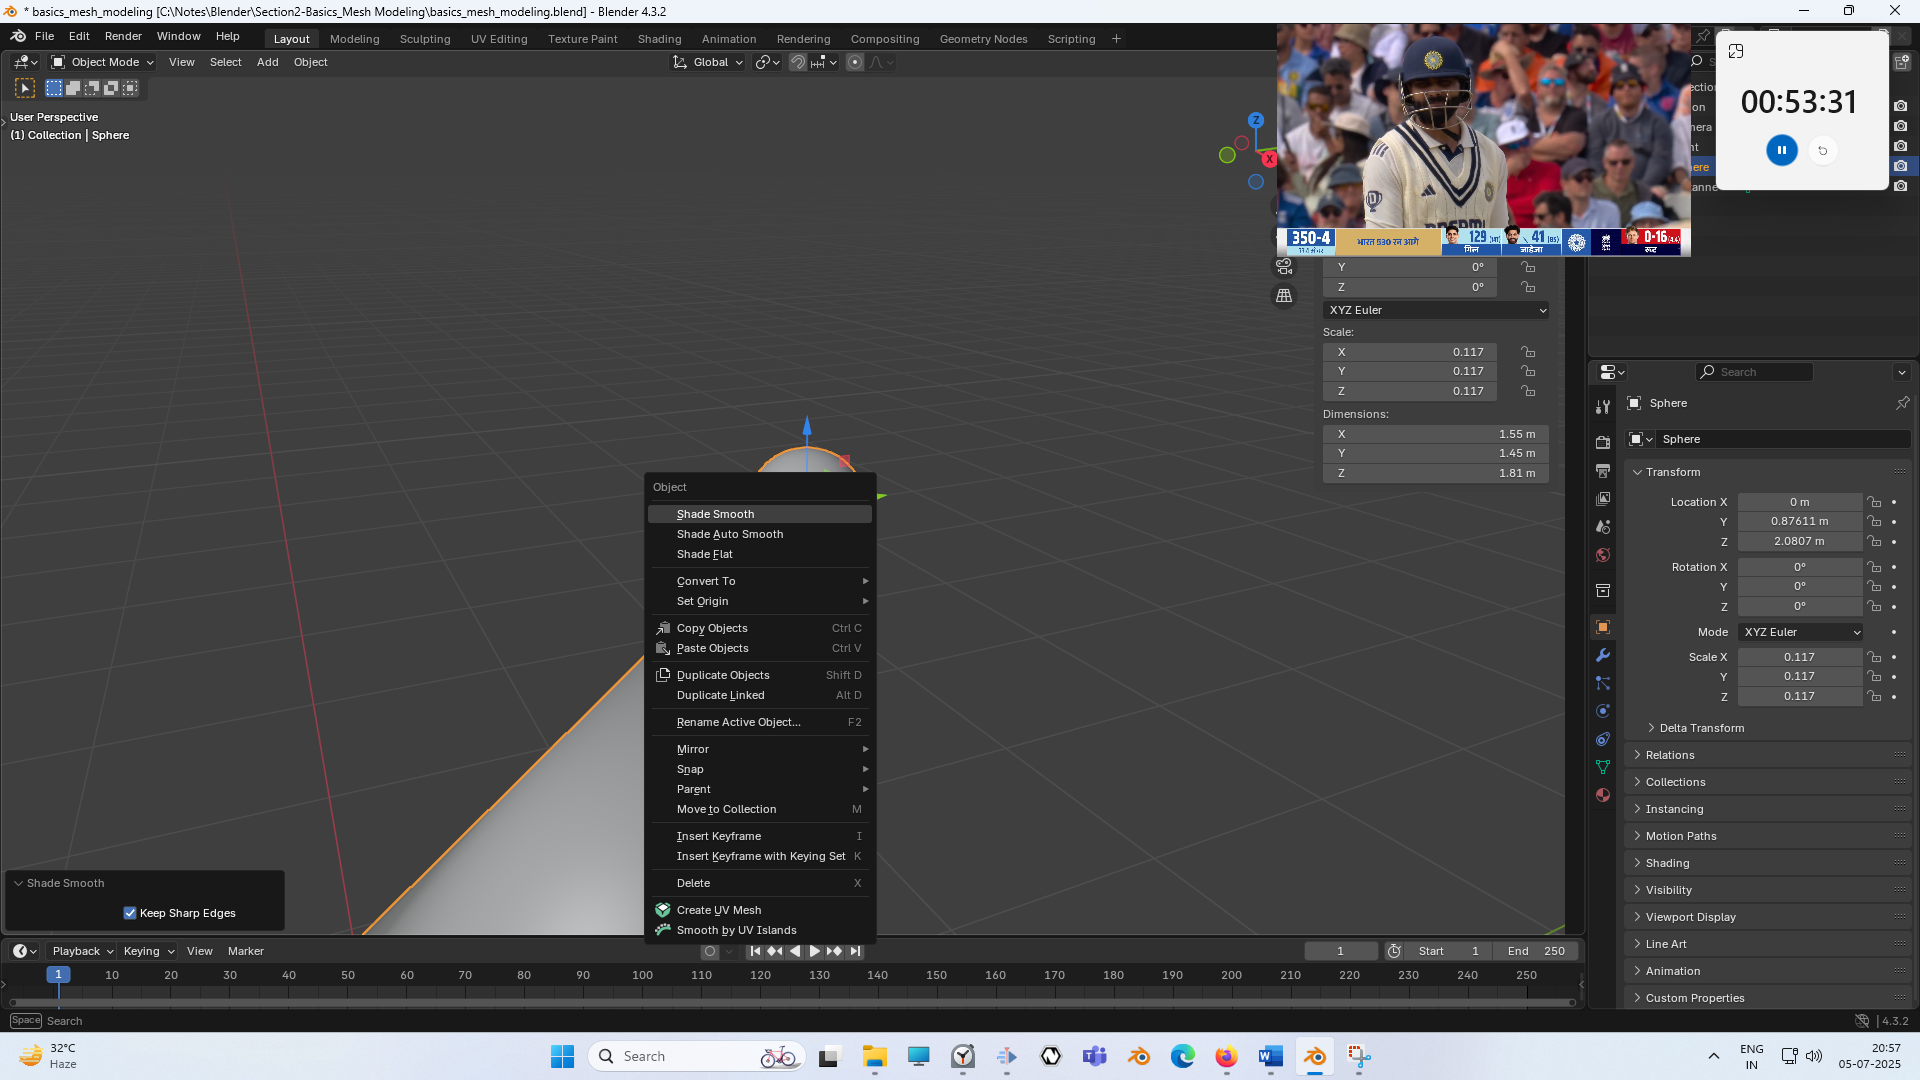 * basics_mesh_modeling [C:\Notes\Blender\Section2-Basics_Mesh Modeling\basics_mesh_modeling.blend] - Blender 4.3.2
File Edit Render Window Help
Layout Modeling Sculpting UV Editing Texture Paint Shading Animation Rendering Compositing Geometry Nodes Scripting
Object Mode View Select Add Object
Global
User Perspective
(1) Collection | Sphere
Z
X
00:53:31
350-4
भारत 530 रन आगे
129
गिल
41
जाडेजा
0-16
रूट
Y 0°
Z 0°
XYZ Euler
Scale:
X 0.117
Y 0.117
Z 0.117
Dimensions:
X 1.55 m
Y 1.45 m
Z 1.81 m
Search
Sphere
Sphere
Transform
Location X 0 m
Y 0.87611 m
Z 2.0807 m
Rotation X 0°
Y 0°
Z 0°
Mode XYZ Euler
Scale X 0.117
Y 0.117
Z 0.117
Delta Transform
Relations
Collections
Instancing
Motion Paths
Shading
Visibility
Viewport Display
Line Art
Animation
Custom Properties
Object
Shade Smooth
Shade Auto Smooth
Shade Flat
Convert To
Set Origin
Copy Objects Ctrl C
Paste Objects Ctrl V
Duplicate Objects Shift D
Duplicate Linked Alt D
Rename Active Object... F2
Mirror
Snap
Parent
Move to Collection M
Insert Keyframe I
Insert Keyframe with Keying Set K
Delete X
Create UV Mesh
Smooth by UV Islands
Shade Smooth
Keep Sharp Edges
Playback Keying View Marker
1 Start 1 End 250
1 10 20 30 40 50 60 70 80 90 100 110 120 130 140 150 160 170 180 190 200 210 220 230 240 250
Space Search
4.3.2
32°C
Haze
Search
ENG
IN
20:57
05-07-2025